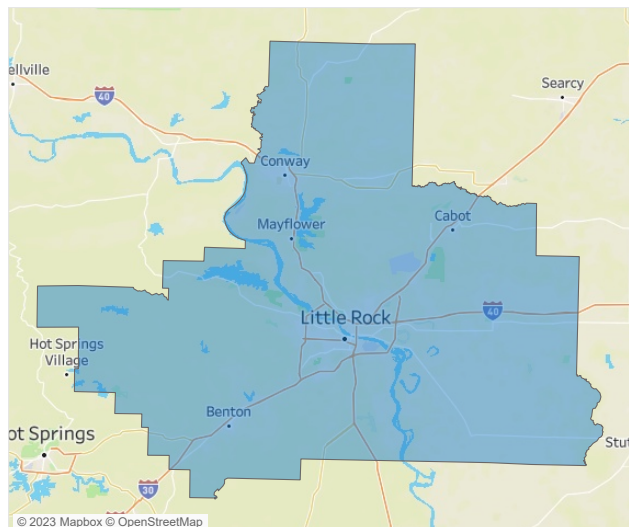 ellville
40
Searcy
Conway
Cabot
Mayflower
40
Little Rock
Hot Springs
Village
Benton
ot Springs
Stut
30
© 2023 Mapbox © OpenStreetMap